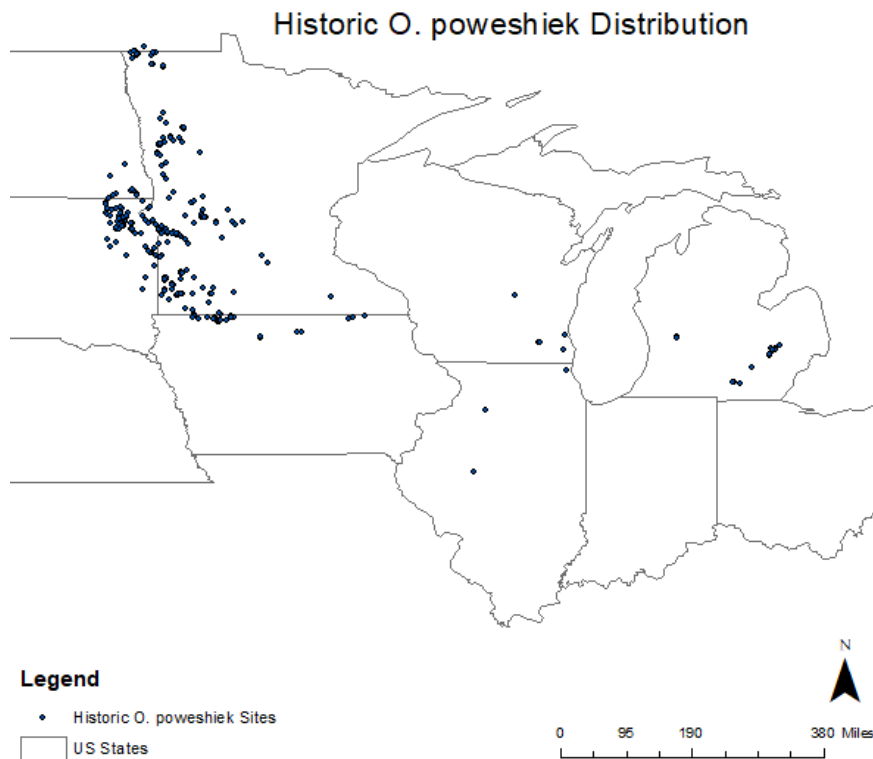 Historic O. poweshiek Distribution
N
Legend
Historic O. poweshiek Sites
US States
0 95 190 380 Miles